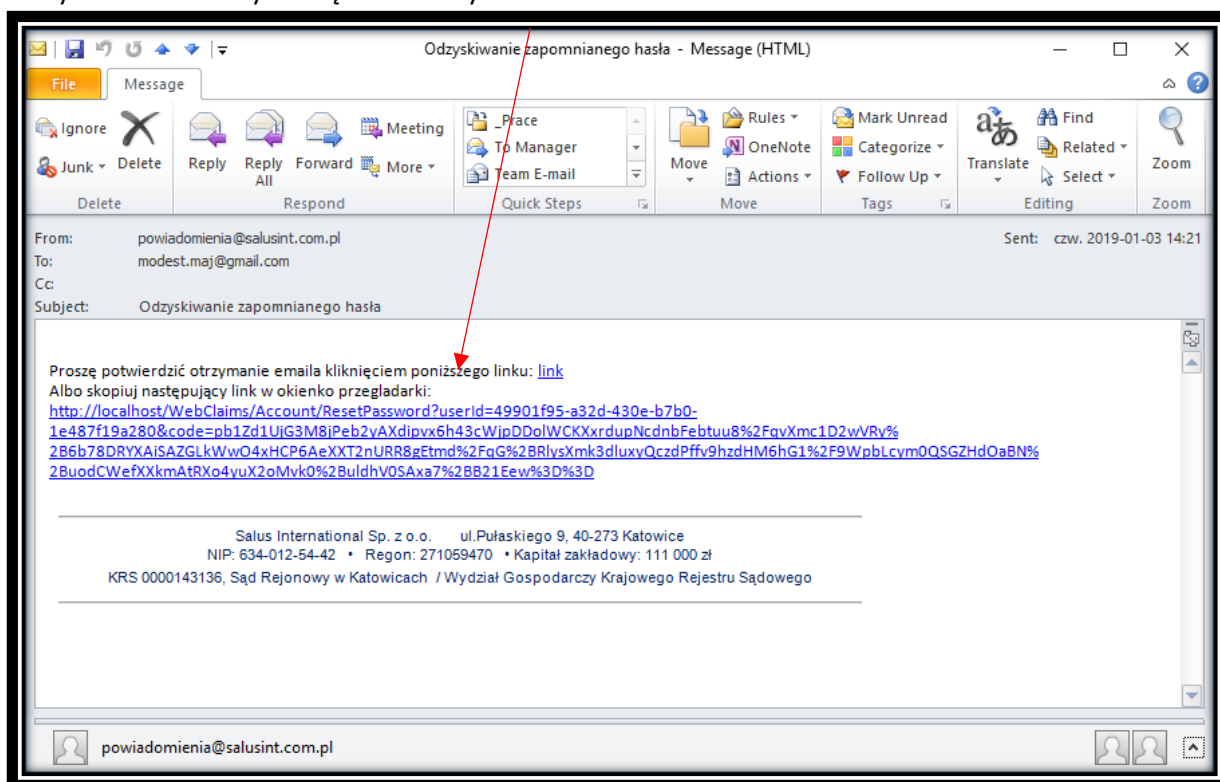 Odzyskiwanie zapomnianego hasła - Message (HTML)
File Message
Ignore
Junk
Delete
Reply
Reply All
Forward
Meeting
More
_Prace
To Manager
Team E-mail
Move
Rules
OneNote
Actions
Mark Unread
Categorize
Follow Up
Translate
Find
Related
Select
Zoom
Delete Respond Quick Steps Move Tags Editing Zoom
From: powiadomienia@salusint.com.pl Sent: czw. 2019-01-03 14:21
To: modest.maj@gmail.com
Cc:
Subject: Odzyskiwanie zapomnianego hasła
Proszę potwierdzić otrzymanie emaila kliknięciem poniższego linku: link
Albo skopiuj następujący link w okienko przegladarki:
http://localhost/WebClaims/Account/ResetPassword?userId=49901f95-a32d-430e-b7b0-
1e487f19a280&code=pb1Zd1UjG3M8jPeb2yAXdipvx6h43cWjpDDolWCKXxrdupNcdnbFebtuu8%2FqvXmc1D2wVRy%
2B6b78DRYXAiSAZGLkWwO4xHCP6AeXXT2nURR8gEtmd%2FqG%2BRlysXmk3dluxyQczdPffv9hzdHM6hG1%2F9WpbLcym0QSGZHdOaBN%
2BuodCWefXXkmAtRXo4yuX2oMvk0%2BuldhV0SAxa7%2BB21Eew%3D%3D
Salus International Sp. z o.o. ul.Pułaskiego 9, 40-273 Katowice
NIP: 634-012-54-42 • Regon: 271059470 • Kapitał zakładowy: 111 000 zł
KRS 0000143136, Sąd Rejonowy w Katowicach / Wydział Gospodarczy Krajowego Rejestru Sądowego
powiadomienia@salusint.com.pl